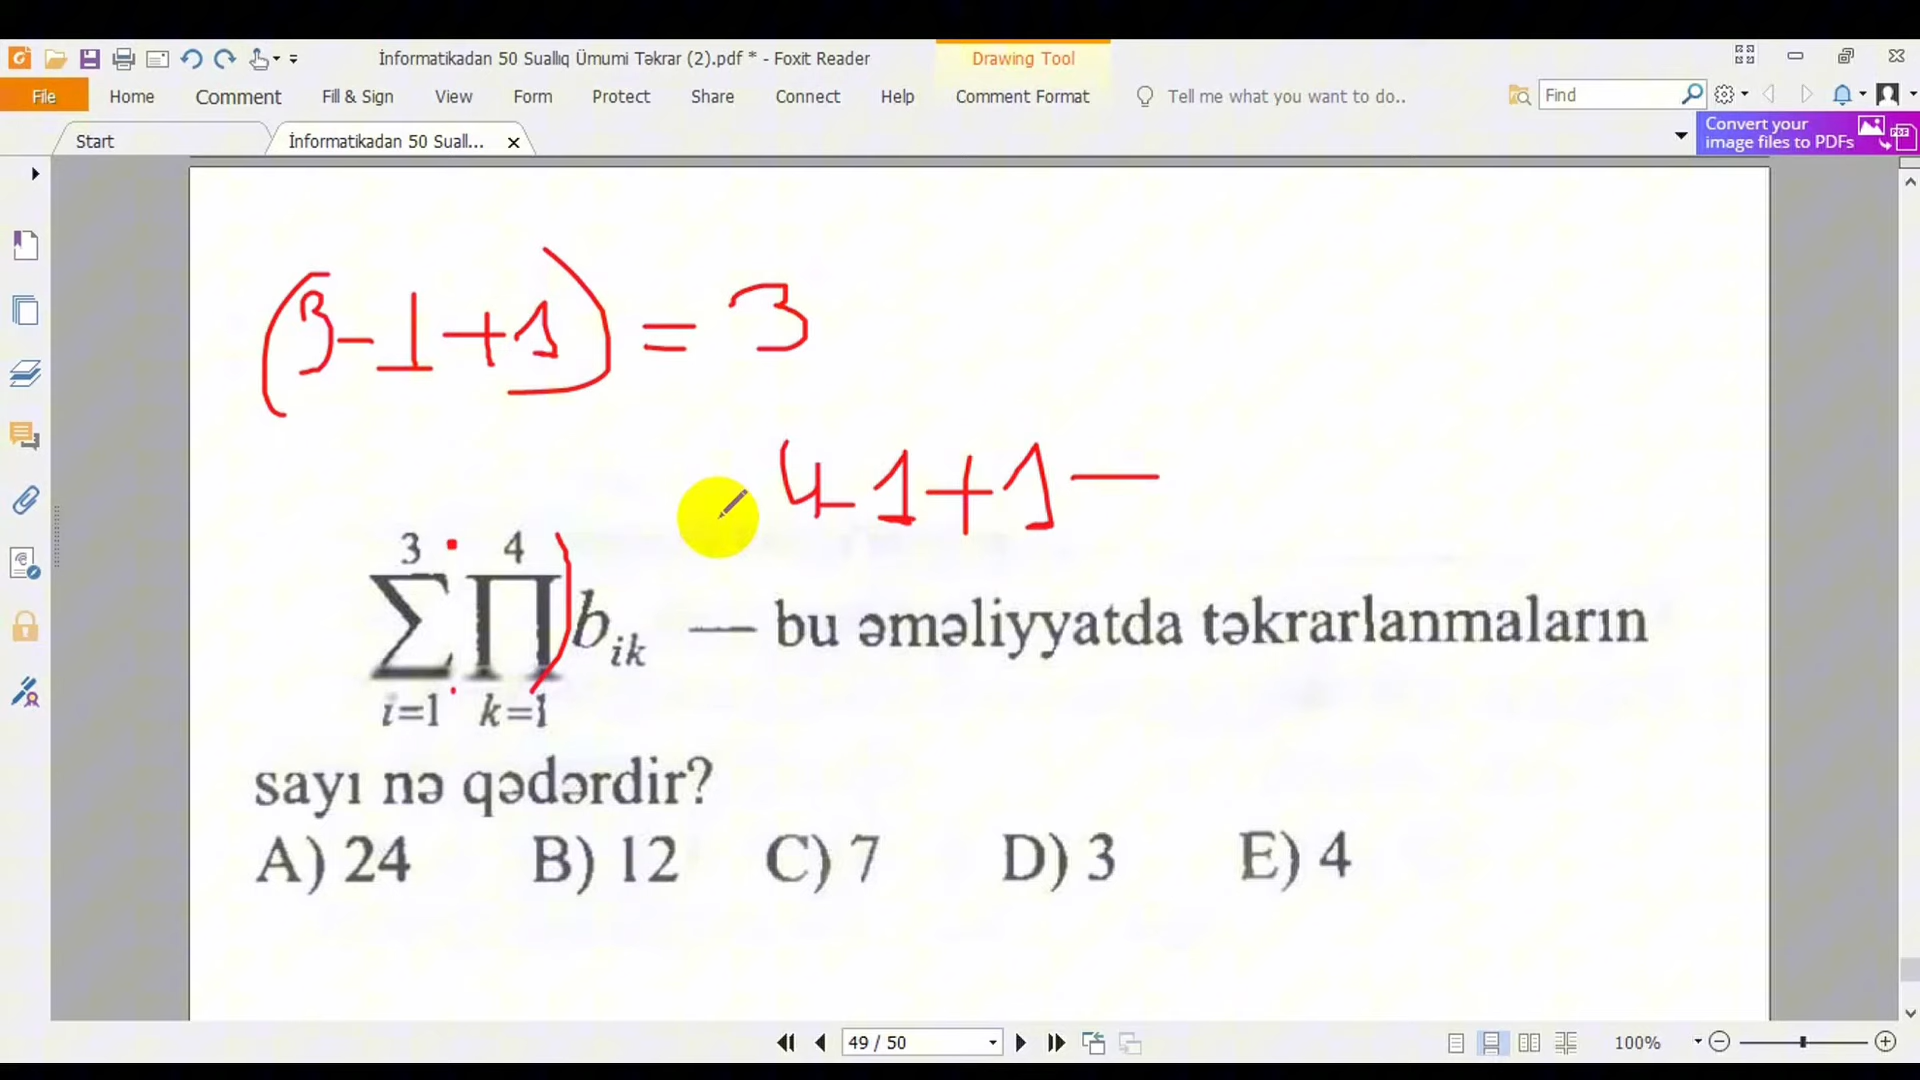 İnformatikadan 50 Suallıq Ümumi Təkrar (2).pdf * - Foxit Reader
Drawing Tool
File Home Comment Fill & Sign View Form Protect Share Connect Help Comment Format Tell me what you want to do.. Find
Start İnformatikadan 50 Suall...
Convert your
image files to PDFs
(3-1+1) = 3
4-1+1 —
3 4
∑ ∏ b_ik — bu əməliyyatda təkrarlanmaların
i=1 k=1
sayı nə qədərdir?
A) 24 B) 12 C) 7 D) 3 E) 4
49 / 50 100%